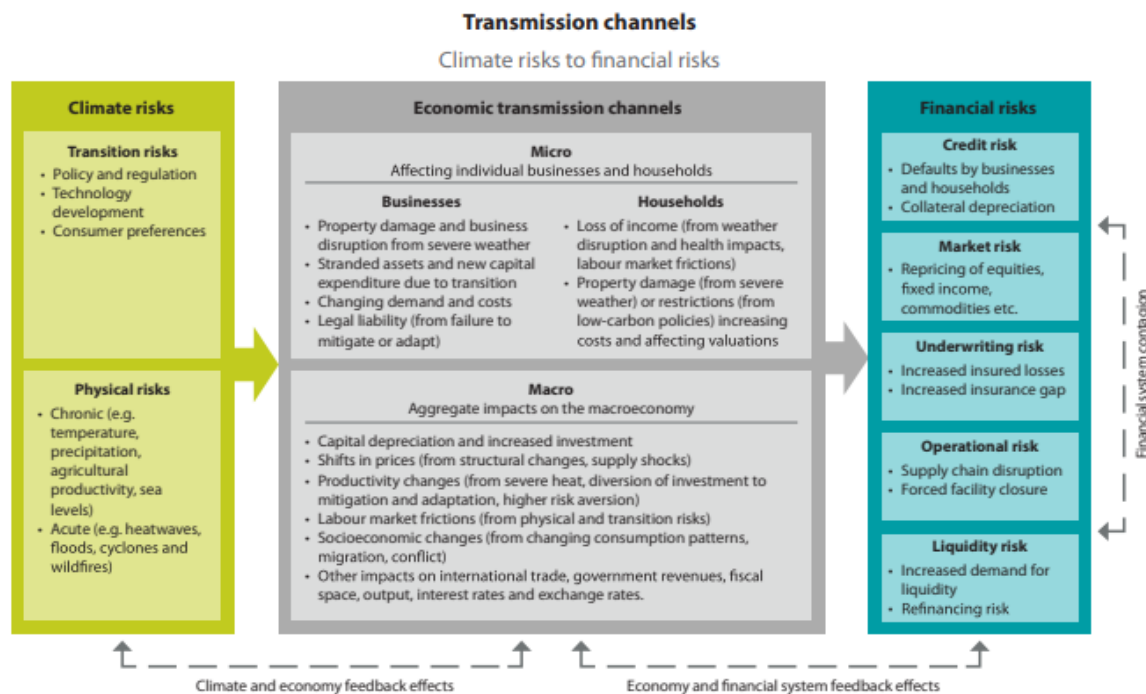 Transmission channels
Climate risks to financial risks
Climate risks
Transition risks
• Policy and regulation
• Technology
development
• Consumer preferences
Physical risks
• Chronic (e.g.
temperature,
precipitation,
agricultural
productivity, sea
levels)
• Acute (e.g. heatwaves,
floods, cyclones and
wildfires)
Economic transmission channels
Micro
Affecting individual businesses and households
Businesses
• Property damage and business
disruption from severe weather
• Stranded assets and new capital
expenditure due to transition
• Changing demand and costs
• Legal liability (from failure to
mitigate or adapt)
Households
• Loss of income (from weather
disruption and health impacts,
labour market frictions)
• Property damage (from severe
weather) or restrictions (from
low-carbon policies) increasing
costs and affecting valuations
Macro
Aggregate impacts on the macroeconomy
• Capital depreciation and increased investment
• Shifts in prices (from structural changes, supply shocks)
• Productivity changes (from severe heat, diversion of investment to
mitigation and adaptation, higher risk aversion)
• Labour market frictions (from physical and transition risks)
• Socioeconomic changes (from changing consumption patterns,
migration, conflict)
• Other impacts on international trade, government revenues, fiscal
space, output, interest rates and exchange rates.
Financial risks
Credit risk
• Defaults by businesses
and households
• Collateral depreciation
Market risk
• Repricing of equities,
fixed income,
commodities etc.
Underwriting risk
• Increased insured losses
• Increased insurance gap
Operational risk
• Supply chain disruption
• Forced facility closure
Liquidity risk
• Increased demand for
liquidity
• Refinancing risk
Financial system contagion
Climate and economy feedback effects
Economy and financial system feedback effects